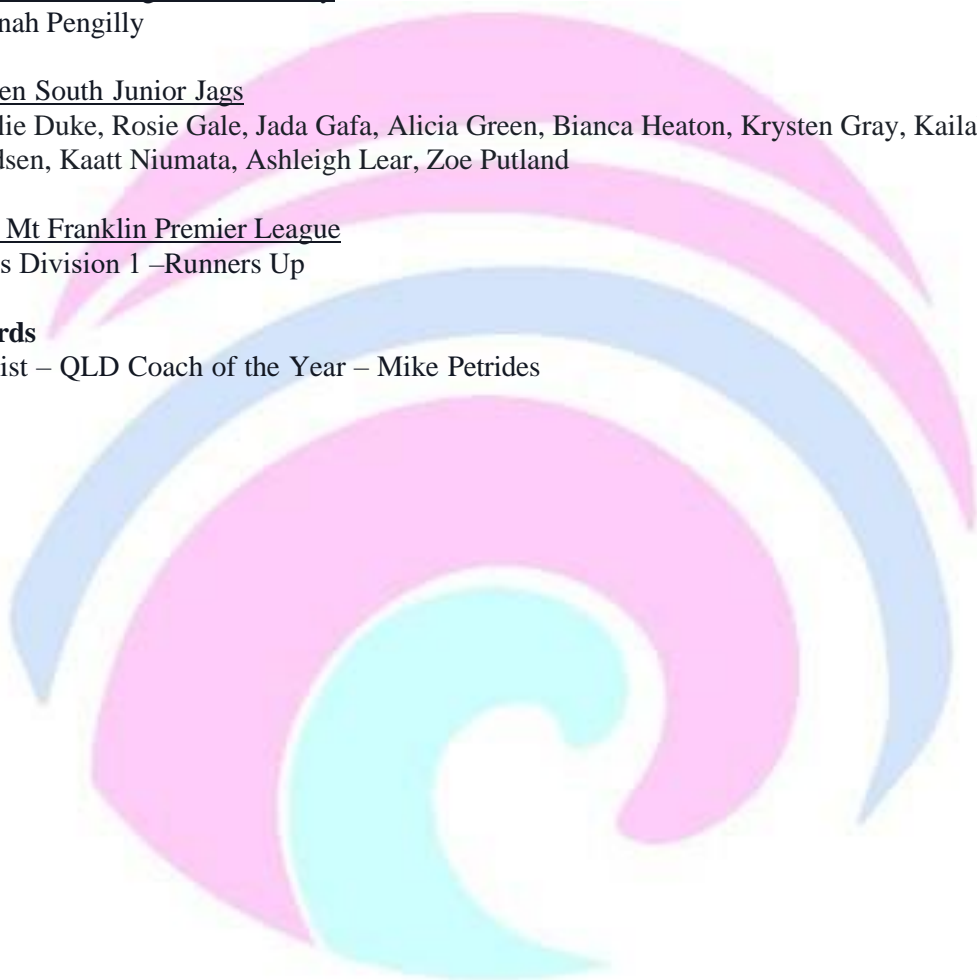 nah Pengilly
en South Junior Jags
lie Duke, Rosie Gale, Jada Gafa, Alicia Green, Bianca Heaton, Krysten Gray, Kaila
dsen, Kaatt Niumata, Ashleigh Lear, Zoe Putland
Mt Franklin Premier League
s Division 1 –Runners Up
rds
ist – QLD Coach of the Year – Mike Petrides